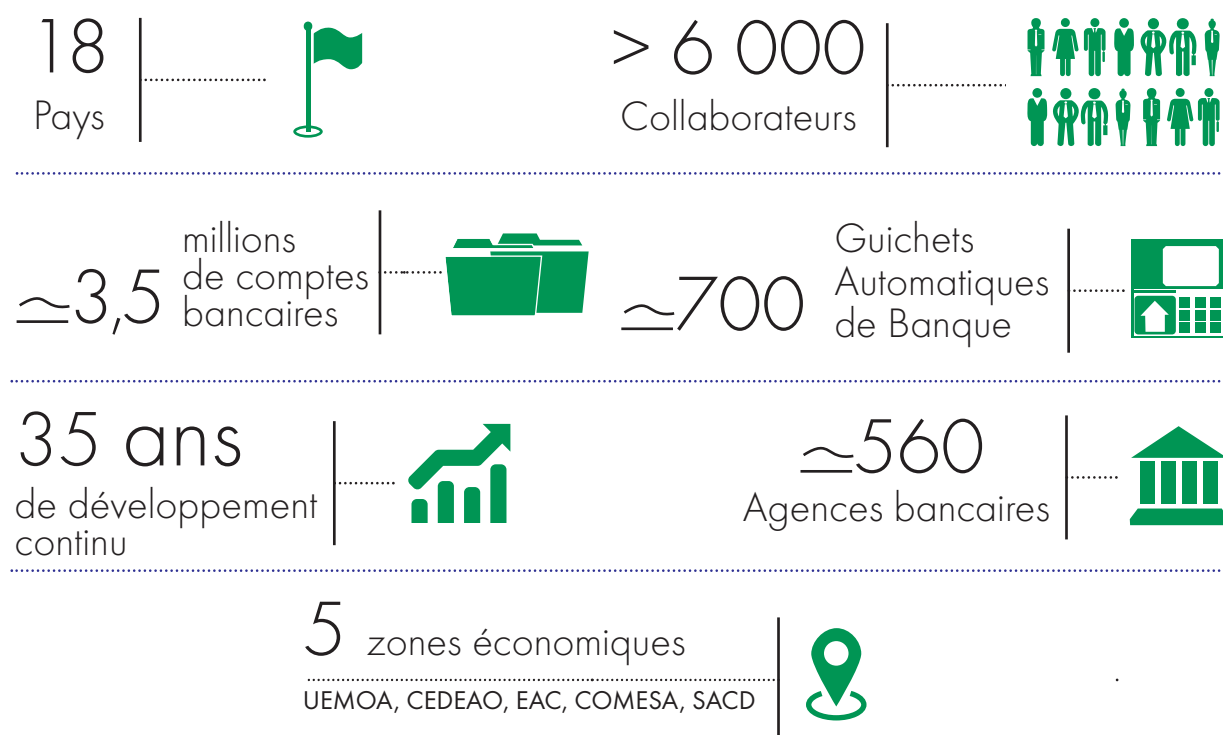 18
Pays
> 6 000
Collaborateurs
≃3,5
millions
de comptes
bancaires
≃700
Guichets
Automatiques
de Banque
35 ans
de développement
continu
≃560
Agences bancaires
5 zones économiques
UEMOA, CEDEAO, EAC, COMESA, SACD